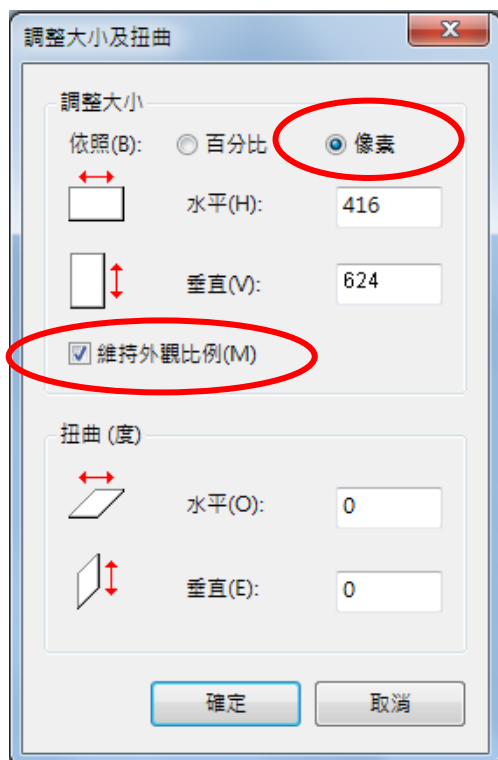 調整大小及扭曲
調整大小
依照(B): 百分比 像素
水平(H): 416
垂直(V): 624
維持外觀比例(M)
扭曲 (度)
水平(O): 0
垂直(E): 0
確定 取消